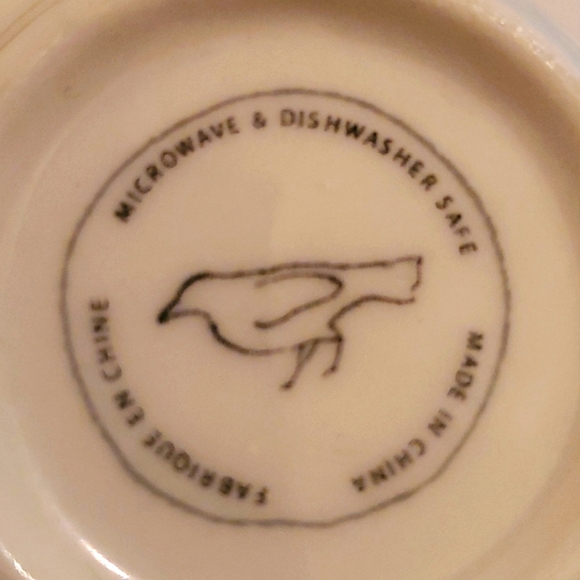 MICROWAVE & DISHWASHER SAFE
MADE IN CHINA
FABRIQUE EN CHINE